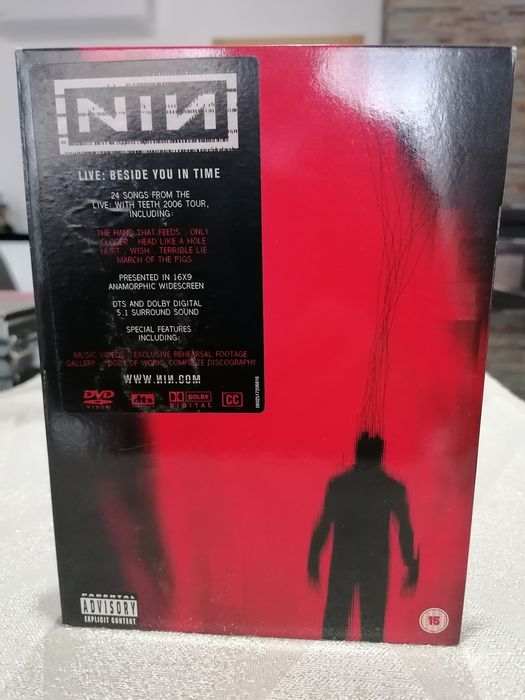 NIN
LIVE: BESIDE YOU IN TIME
24 SONGS FROM THE
LIVE: WITH TEETH 2006 TOUR,
INCLUDING:
THE HAND THAT FEEDS . ONLY
CLOSER . HEAD LIKE A HOLE
HURT . WISH . TERRIBLE LIE
MARCH OF THE PIGS
PRESENTED IN 16X9
ANAMORPHIC WIDESCREEN
DTS AND DOLBY DIGITAL
5.1 SURROUND SOUND
SPECIAL FEATURES
INCLUDING:
MUSIC VIDEOS . EXCLUSIVE REHEARSAL FOOTAGE
GALLERY . BODY OF WORK: COMPLETE DISCOGRAPHY
WWW.NIN.COM
DVD
VIDEO
dts
DOLBY
DIGITAL
CC
PARENTAL
ADVISORY
EXPLICIT CONTENT
15